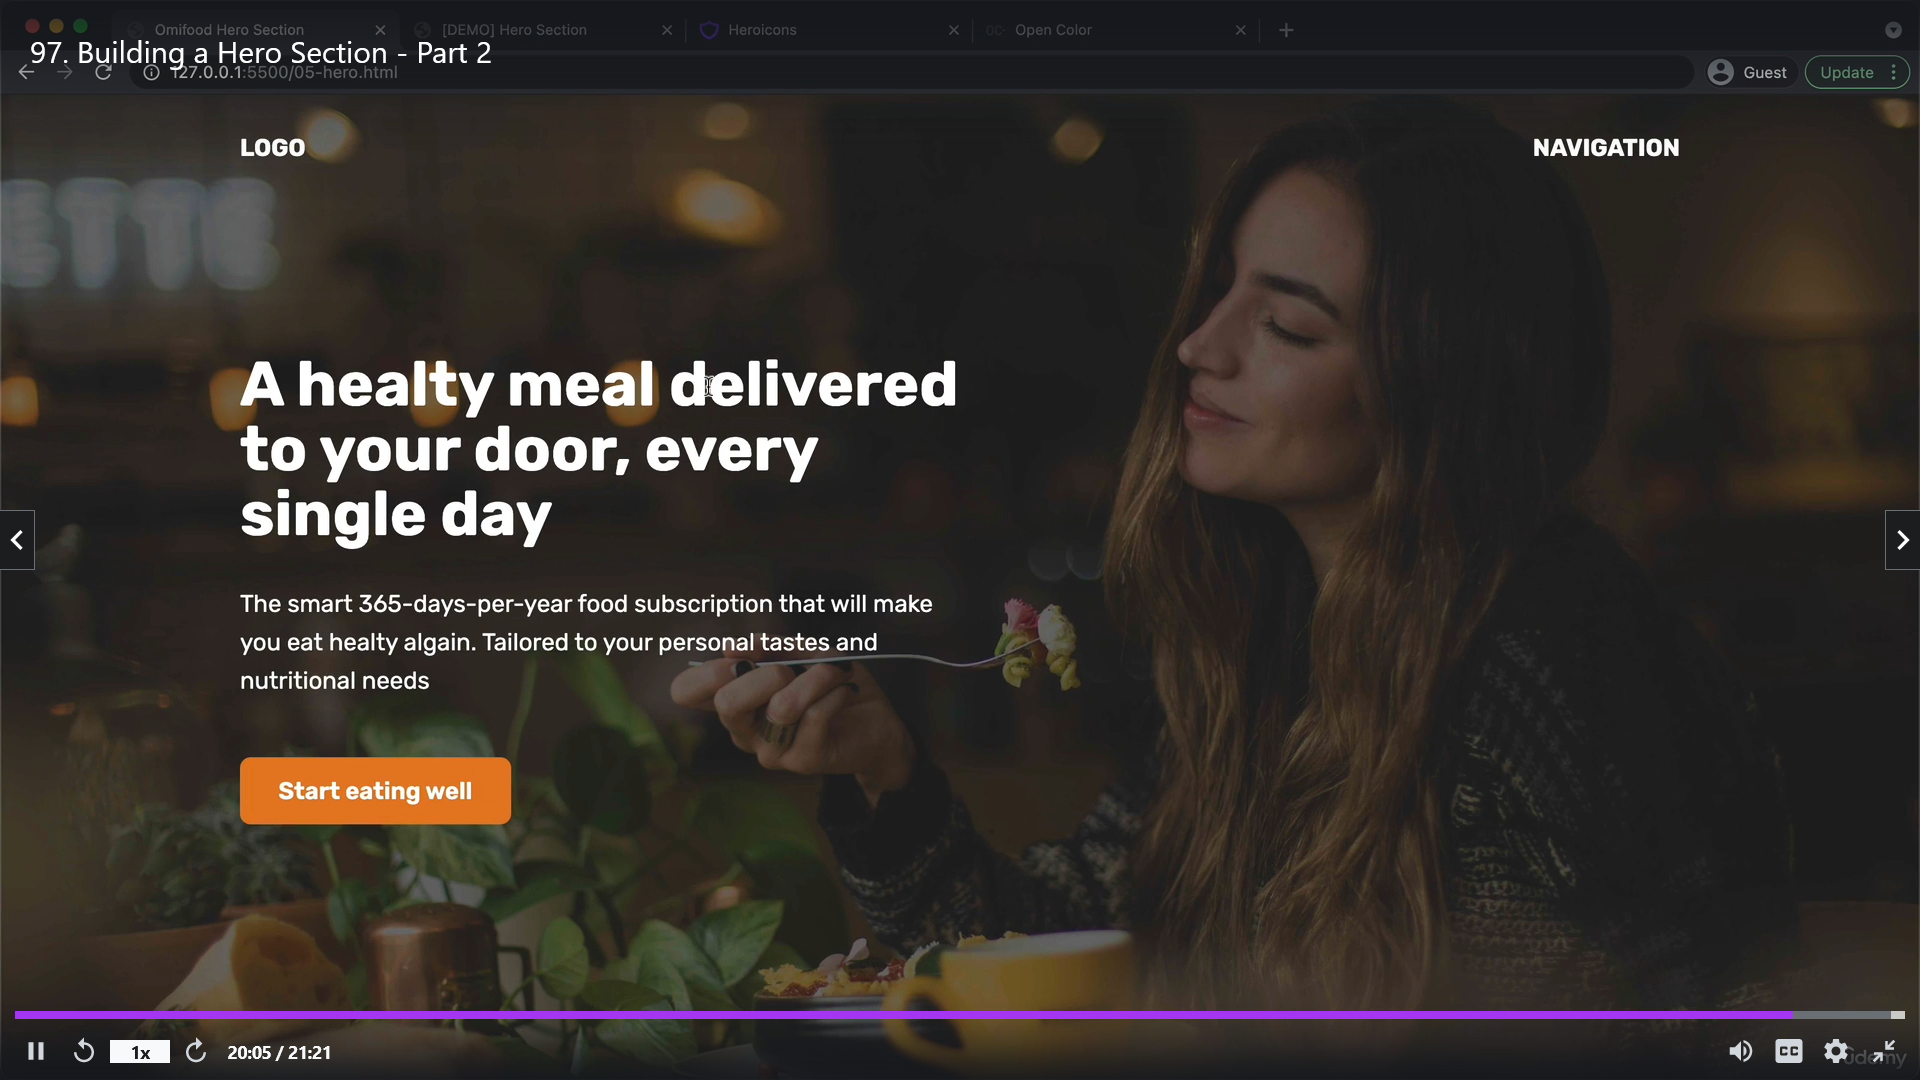 Omifood Hero Section
[DEMO] Hero Section
Heroicons
Open Color
97. Building a Hero Section - Part 2
127.0.0.1:5500/05-hero.html
Guest
Update
LOGO
NAVIGATION
ETTE
A healty meal delivered
to your door, every
single day
The smart 365-days-per-year food subscription that will make
you eat healty algain. Tailored to your personal tastes and
nutritional needs
Start eating well
1x
20:05 / 21:21
CC
Udemy